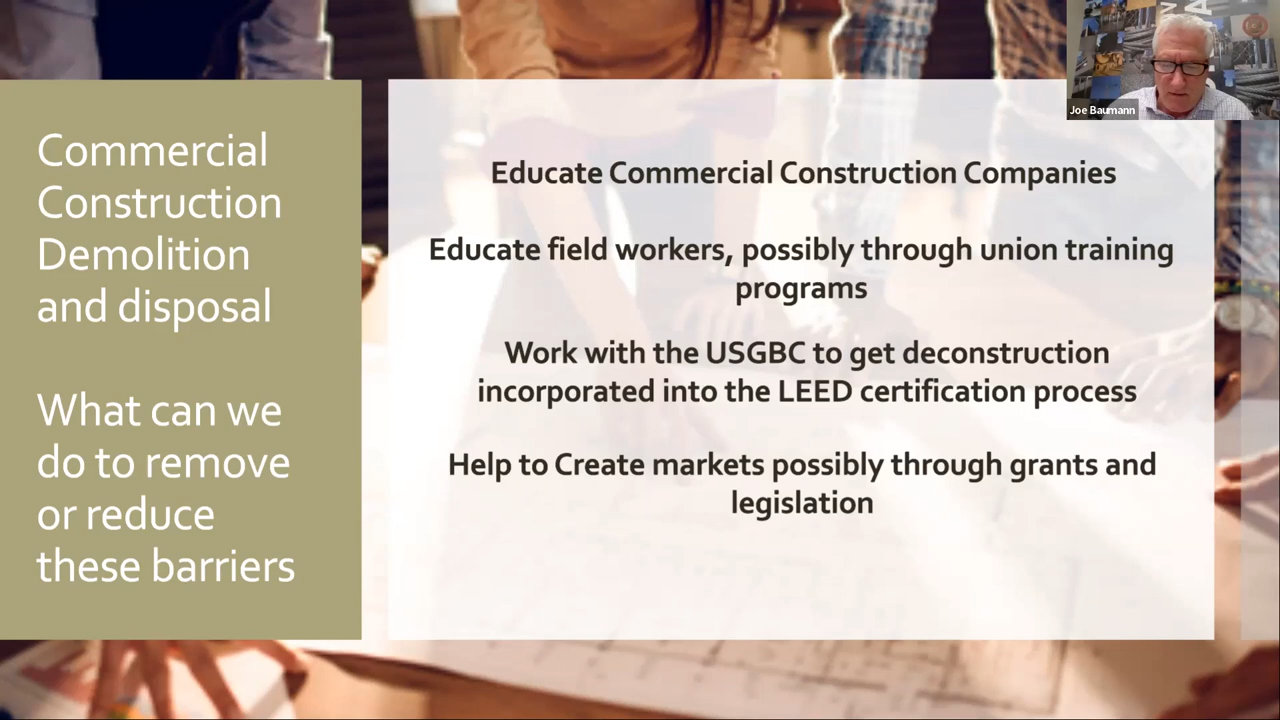 Commercial
Construction
Demolition
and disposal
What can we
do to remove
or reduce
these barriers
Educate Commercial Construction Companies
Educate field workers, possibly through union training
programs
Work with the USGBC to get deconstruction
incorporated into the LEED certification process
Help to Create markets possibly through grants and
legislation
Joe Baumann